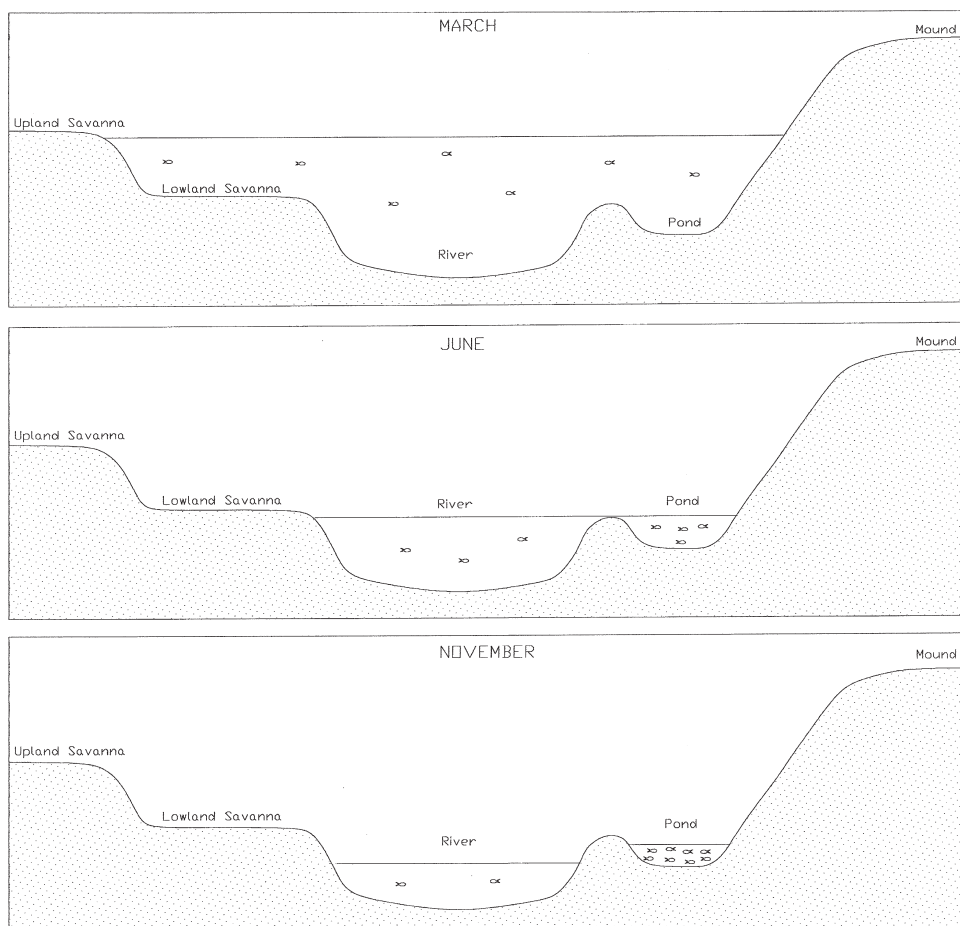 MARCH
Mound
Upland Savanna
Lowland Savanna
Pond
River
JUNE
Mound
Upland Savanna
Lowland Savanna
River
Pond
NOVEMBER
Mound
Upland Savanna
Lowland Savanna
River
Pond